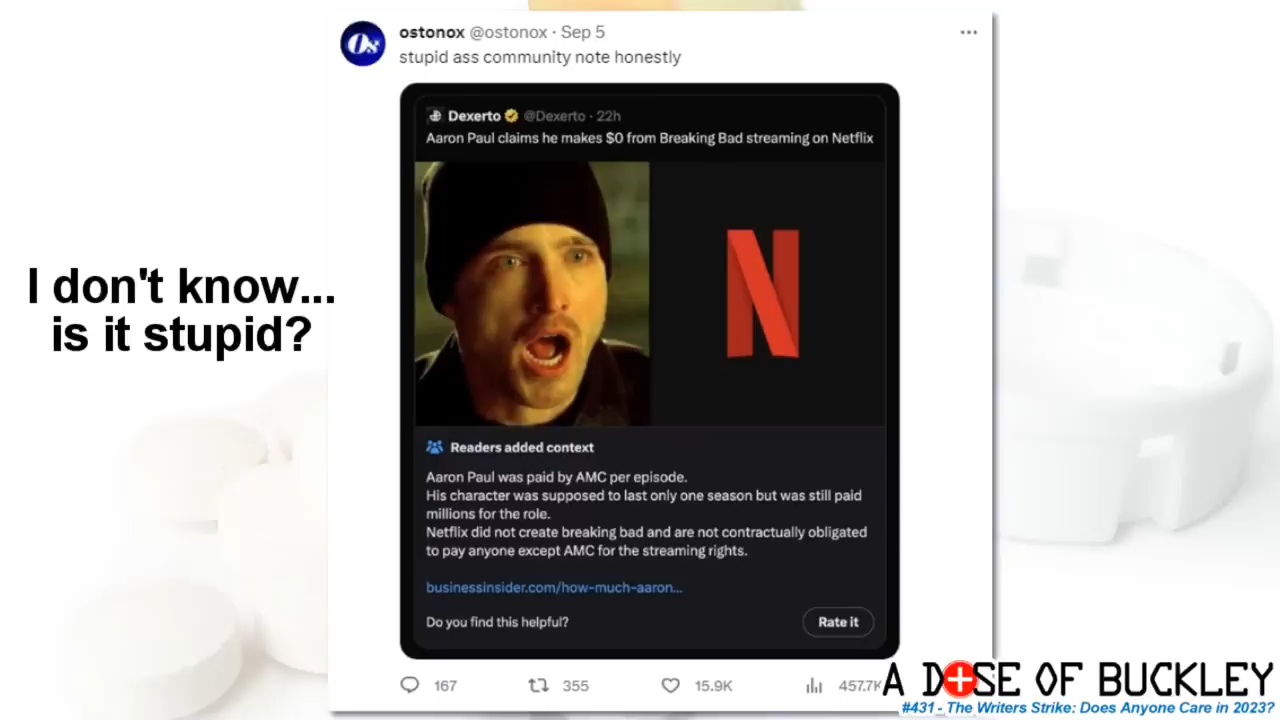 ostonox @ostonox · Sep 5
stupid ass community note honestly
Dexerto @Dexerto · 22h
Aaron Paul claims he makes $0 from Breaking Bad streaming on Netflix
I don't know...
is it stupid?
N
Readers added context
Aaron Paul was paid by AMC per episode.
His character was supposed to last only one season but was still paid
millions for the role.
Netflix did not create breaking bad and are not contractually obligated
to pay anyone except AMC for the streaming rights.
businessinsider.com/how-much-aaron...
Do you find this helpful?
Rate it
167 355 15.9K 457.7K
A DOSE OF BUCKLEY
#431 - The Writers Strike: Does Anyone Care in 2023?